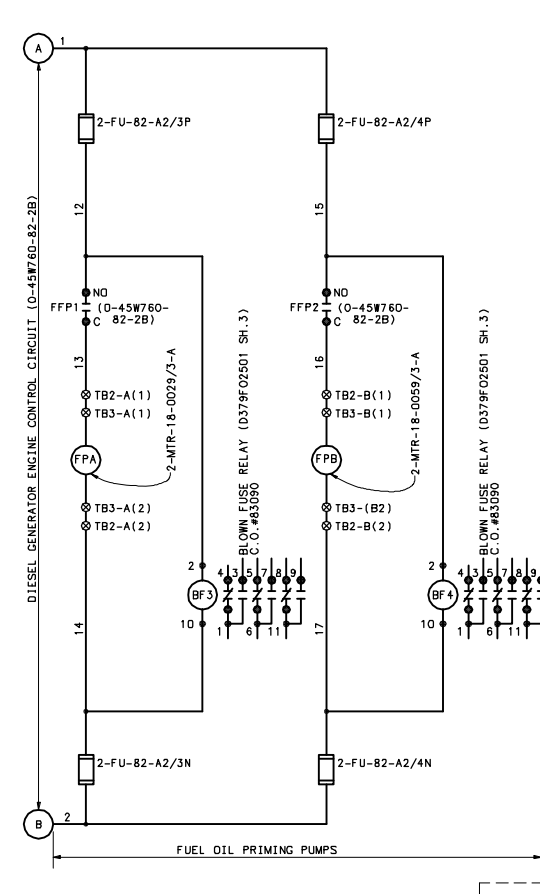 A
1
2-FU-82-A2/3P
2-FU-82-A2/4P
12
15
DIESEL GENERATOR ENGINE CONTROL CIRCUIT (0-45W760-82-2B)
NO
FFP1 (0-45W760-
C 82-2B)
NO
FFP2 (0-45W760-
C 82-2B)
13
16
TB2-A(1)
TB3-A(1)
TB2-B(1)
TB3-B(1)
FPA
2-MTR-18-0029/3-A
FPB
2-MTR-18-0059/3-A
TB3-A(2)
TB2-A(2)
TB3-(B2)
TB2-B(2)
BLOWN FUSE RELAY (D379F02501 SH.3)
C.O.#83090
BLOWN FUSE RELAY (D379F02501 SH.3)
C.O.#83090
2
4 3 5 7 8 9
2
4 3 5 7 8 9
BF3
BF4
10
1 6 11
10
1 6 11
14
17
2-FU-82-A2/3N
2-FU-82-A2/4N
B
2
FUEL OIL PRIMING PUMPS